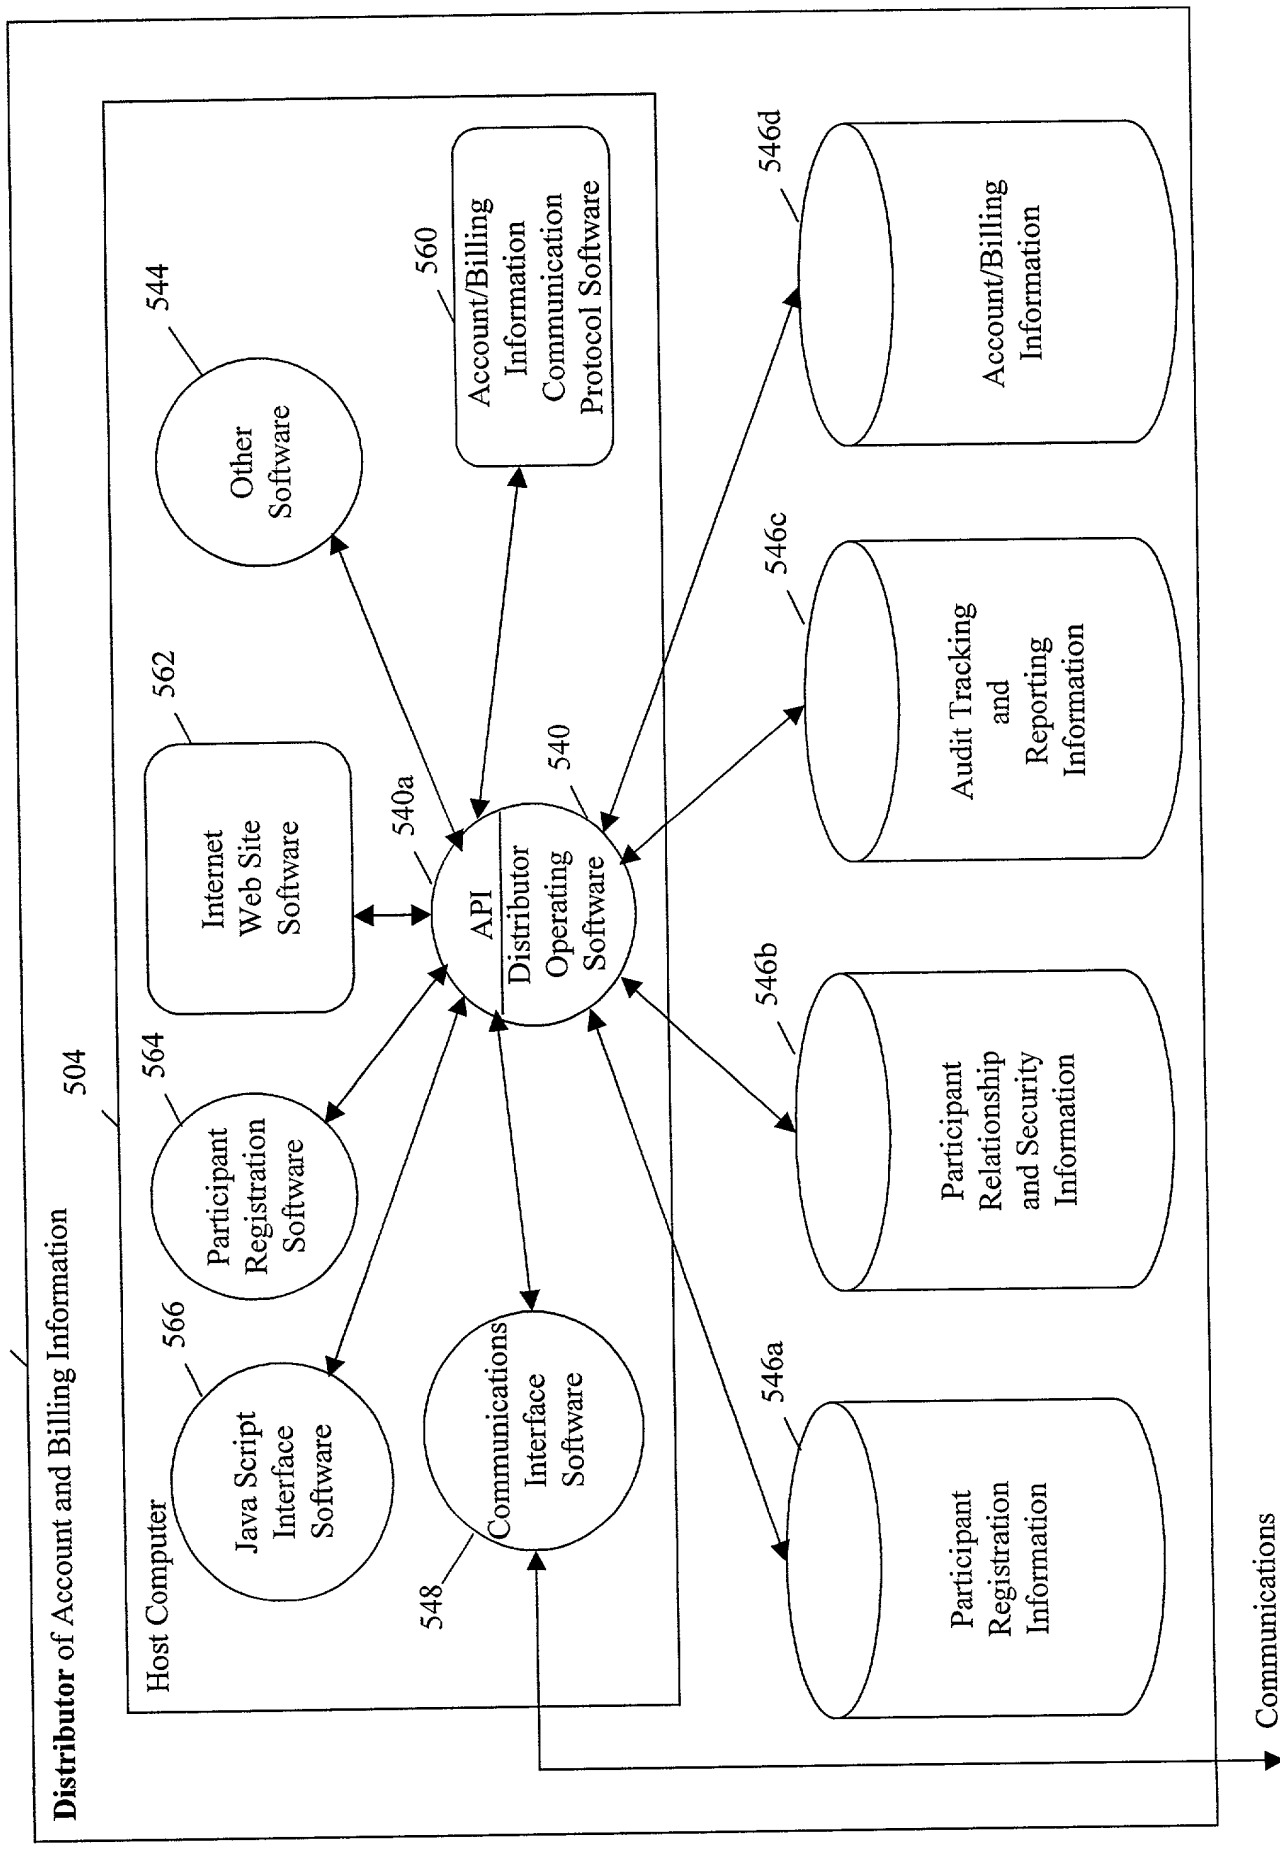 Distributor of Account and Billing Information
504
Host Computer
566
Java Script
Interface
Software
564
Participant
Registration
Software
562
Internet
Web Site
Software
544
Other
Software
548
Communications
Interface
Software
540a
API
540
Distributor
Operating
Software
560
Account/Billing
Information
Communication
Protocol Software
546a
Participant
Registration
Information
546b
Participant
Relationship
and Security
Information
546c
Audit Tracking
and
Reporting
Information
546d
Account/Billing
Information
Communications